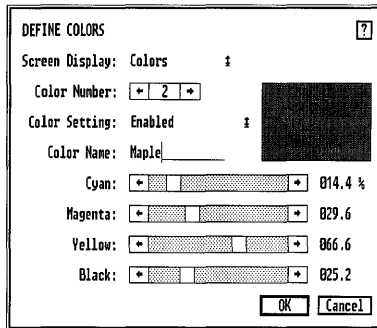 DEFINE COLORS ?
Screen Display: Colors ↕
Color Number: ← 2 →
Color Setting: Enabled ↕
Color Name: Maple
Cyan: ← → 014.4 %
Magenta: ← → 029.6
Yellow: ← → 066.6
Black: ← → 025.2
OK Cancel